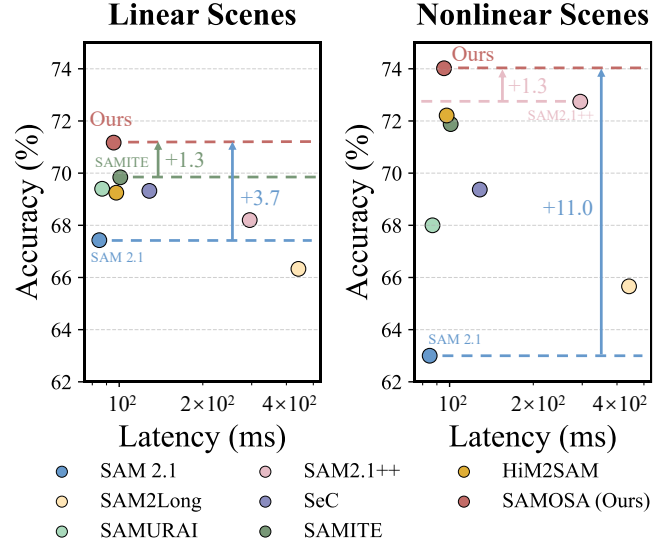 Linear Scenes
Accuracy (%)
74
72
70
68
66
64
62
Ours
SAMITE
+1.3
+3.7
SAM 2.1
10²
2×10²
4×10²
Latency (ms)
Nonlinear Scenes
Accuracy (%)
74
72
70
68
66
64
62
Ours
+1.3
SAM2.1++
+11.0
SAM 2.1
10²
2×10²
4×10²
Latency (ms)
SAM 2.1
SAM2Long
SAMURAI
SAM2.1++
SeC
SAMITE
HiM2SAM
SAMOSA (Ours)